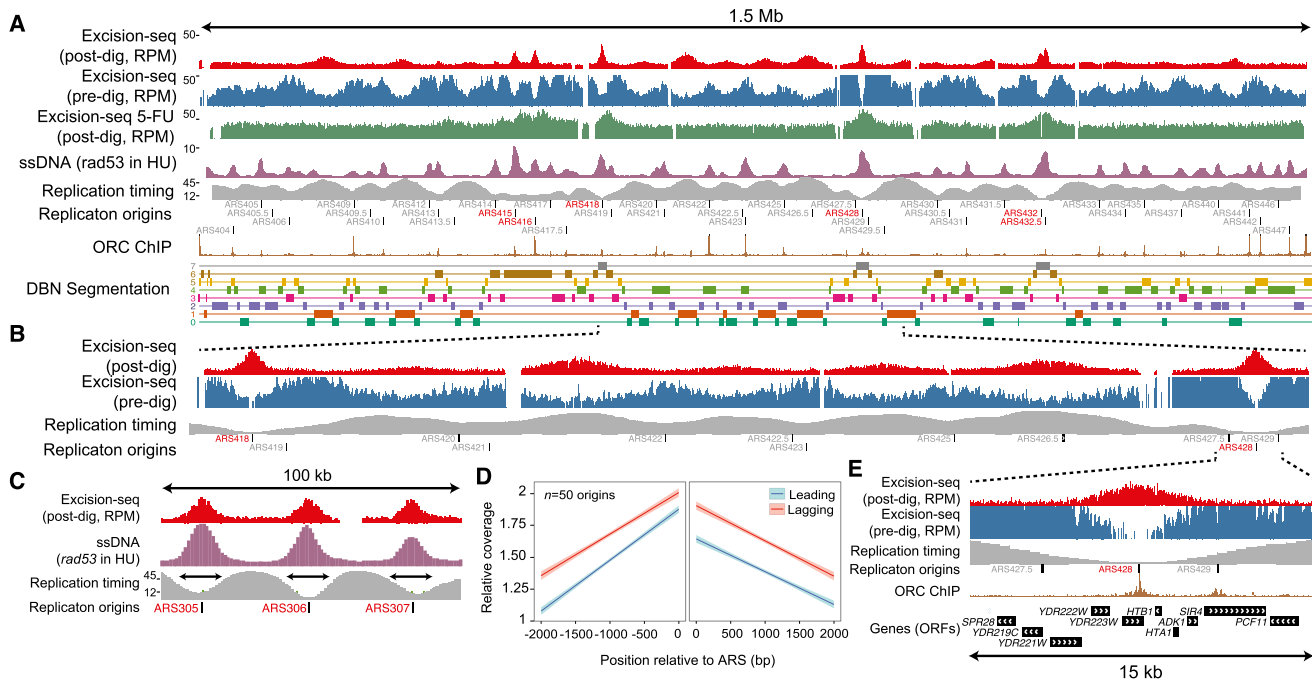 A
1.5 Mb
Excision-seq
(post-dig, RPM)
50-
Excision-seq
(pre-dig, RPM)
50
Excision-seq 5-FU
(post-dig, RPM)
50
ssDNA (rad53 in HU)
10
Replication timing
45
12
Replicaton origins
ARS405 ARS409 ARS412 ARS414 ARS417 ARS418 ARS420 ARS422 ARS425 ARS427.5 ARS430 ARS431.5 ARS433 ARS435 ARS440 ARS446
ARS405.5 ARS409.5 ARS413 ARS415 ARS419 ARS421 ARS422.5 ARS426.5 ARS428 ARS430.5 ARS432 ARS434 ARS437 ARS441
ARS406 ARS410 ARS413.5 ARS416 ARS423 ARS429 ARS431 ARS432.5 ARS442
ARS404 ARS417.5 ARS429.5 ARS447
ORC ChIP
DBN Segmentation
7
6
5
4
3
2
1
0
B
Excision-seq
(post-dig)
Excision-seq
(pre-dig)
Replication timing
Replicaton origins
ARS418 ARS420 ARS422 ARS422.5 ARS425 ARS426.5 ARS427.5 ARS429
ARS419 ARS421 ARS423 ARS428
C
100 kb
Excision-seq
(post-dig, RPM)
ssDNA
(rad53 in HU)
Replication timing
45
12
Replicaton origins
ARS305 ARS306 ARS307
D
Relative coverage
2
1.75
1.50
1.25
1
n=50 origins
Leading
Lagging
-2000 -1500 -1000 -500 0
0 500 1000 1500 2000
Position relative to ARS (bp)
E
Excision-seq
(post-dig, RPM)
Excision-seq
(pre-dig, RPM)
Replication timing
Replicaton origins
ARS427.5 ARS428 ARS429
ORC ChIP
Genes (ORFs)
YDR222W HTB1 SIR4
SPR28 YDR223W ADK1 PCF11
YDR219C HTA1
YDR221W
15 kb